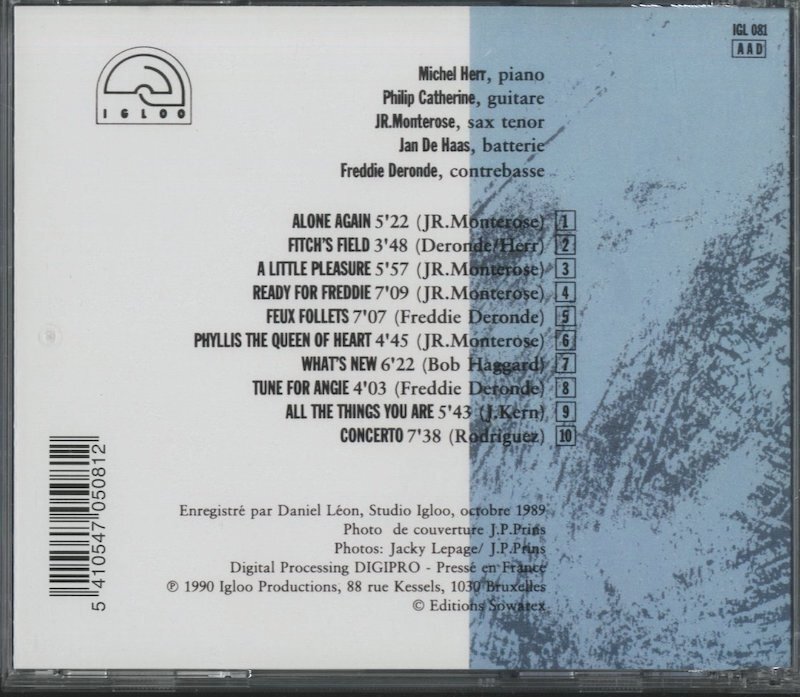 IGL 081
AAD
IGLOO
Michel Herr, piano
Philip Catherine, guitare
JR.Monterose, sax tenor
Jan De Haas, batterie
Freddie Deronde, contrebasse
ALONE AGAIN 5'22 (JR.Monterose) 1
FITCH'S FIELD 3'48 (Deronde/Herr) 2
A LITTLE PLEASURE 5'57 (JR.Monterose) 3
READY FOR FREDDIE 7'09 (JR.Monterose) 4
FEUX FOLLETS 7'07 (Freddie Deronde) 5
PHYLLIS THE QUEEN OF HEART 4'45 (JR.Monterose) 6
WHAT'S NEW 6'22 (Bob Haggard) 7
TUNE FOR ANGIE 4'03 (Freddie Deronde) 8
ALL THE THINGS YOU ARE 5'43 (J.Kern) 9
CONCERTO 7'38 (Rodriguez) 10
Enregistré par Daniel Léon, Studio Igloo, octobre 1989
Photo de couverture J.P.Prins
Photos: Jacky Lepage/ J.P.Prins
Digital Processing DIGIPRO - Pressé en France
℗ 1990 Igloo Productions, 88 rue Kessels, 1030 Bruxelles
© Editions Sowarex
5 410547 050812